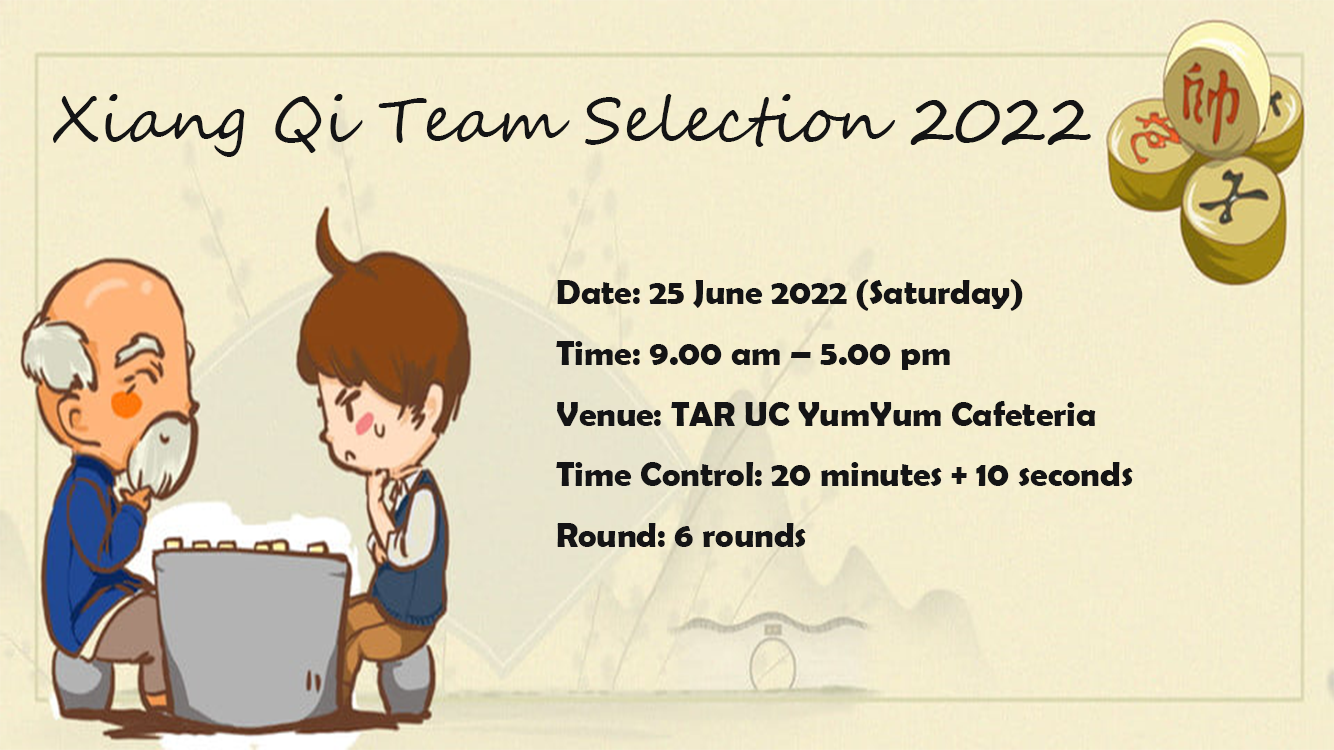 Xiang Qi Team Selection 2022
帥
炮
Date: 25 June 2022 (Saturday)
Time: 9.00 am – 5.00 pm
Venue: TAR UC YumYum Cafeteria
Time Control: 20 minutes + 10 seconds
Round: 6 rounds